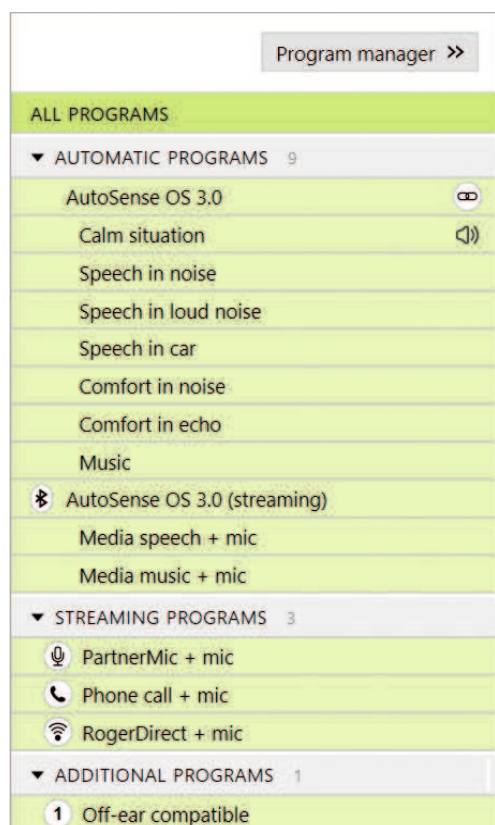 Program manager >>
ALL PROGRAMS
AUTOMATIC PROGRAMS 9
AutoSense OS 3.0
Calm situation
Speech in noise
Speech in loud noise
Speech in car
Comfort in noise
Comfort in echo
Music
AutoSense OS 3.0 (streaming)
Media speech + mic
Media music + mic
STREAMING PROGRAMS 3
PartnerMic + mic
Phone call + mic
RogerDirect + mic
ADDITIONAL PROGRAMS 1
1 Off-ear compatible